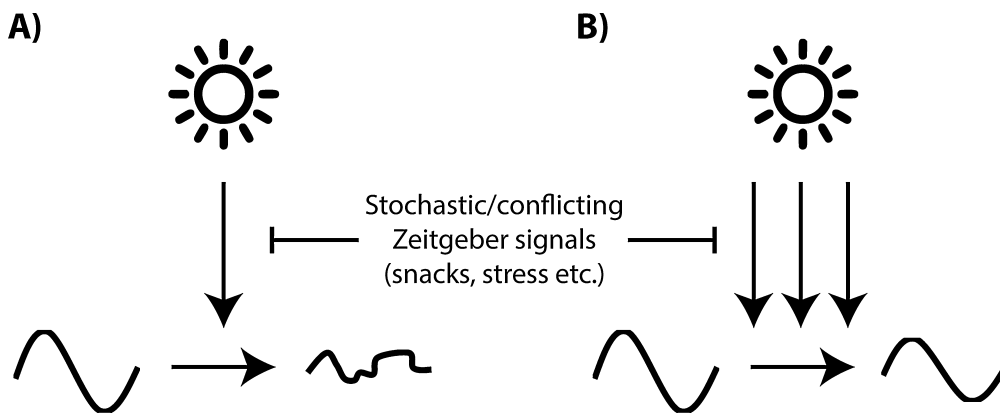 A)
B)
Stochastic/conflicting
Zeitgeber signals
(snacks, stress etc.)